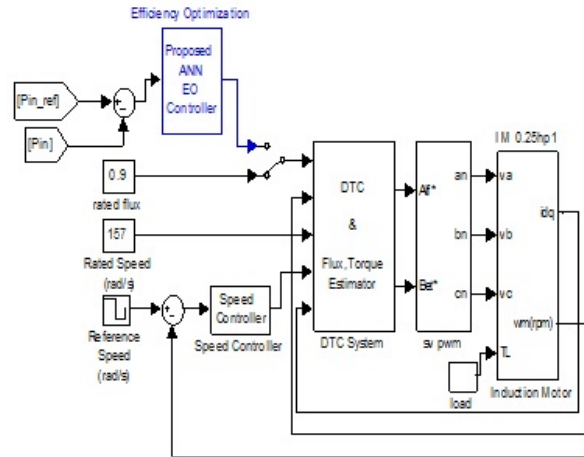 Efficiency Optimization
Proposed
ANN
EO
Controller
[Pin_ref]
[Pin]
0.9
rated flux
157
Rated Speed
(rad/s)
Reference
Speed
(rad/s)
Speed
Controller
Speed Controller
DTC
&
Flux,Torque
Estimator
DTC System
Alf*
Bet*
an
bn
cn
sv pwm
IM 0.25hp1
va
vb
vc
TL
idq
wm(rpm)
Induction Motor
load